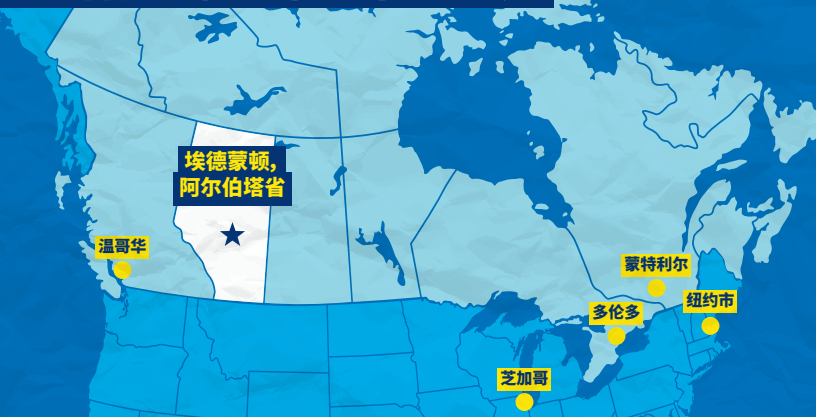 埃德蒙顿,
阿尔伯塔省
温哥华
蒙特利尔
纽约市
多伦多
芝加哥